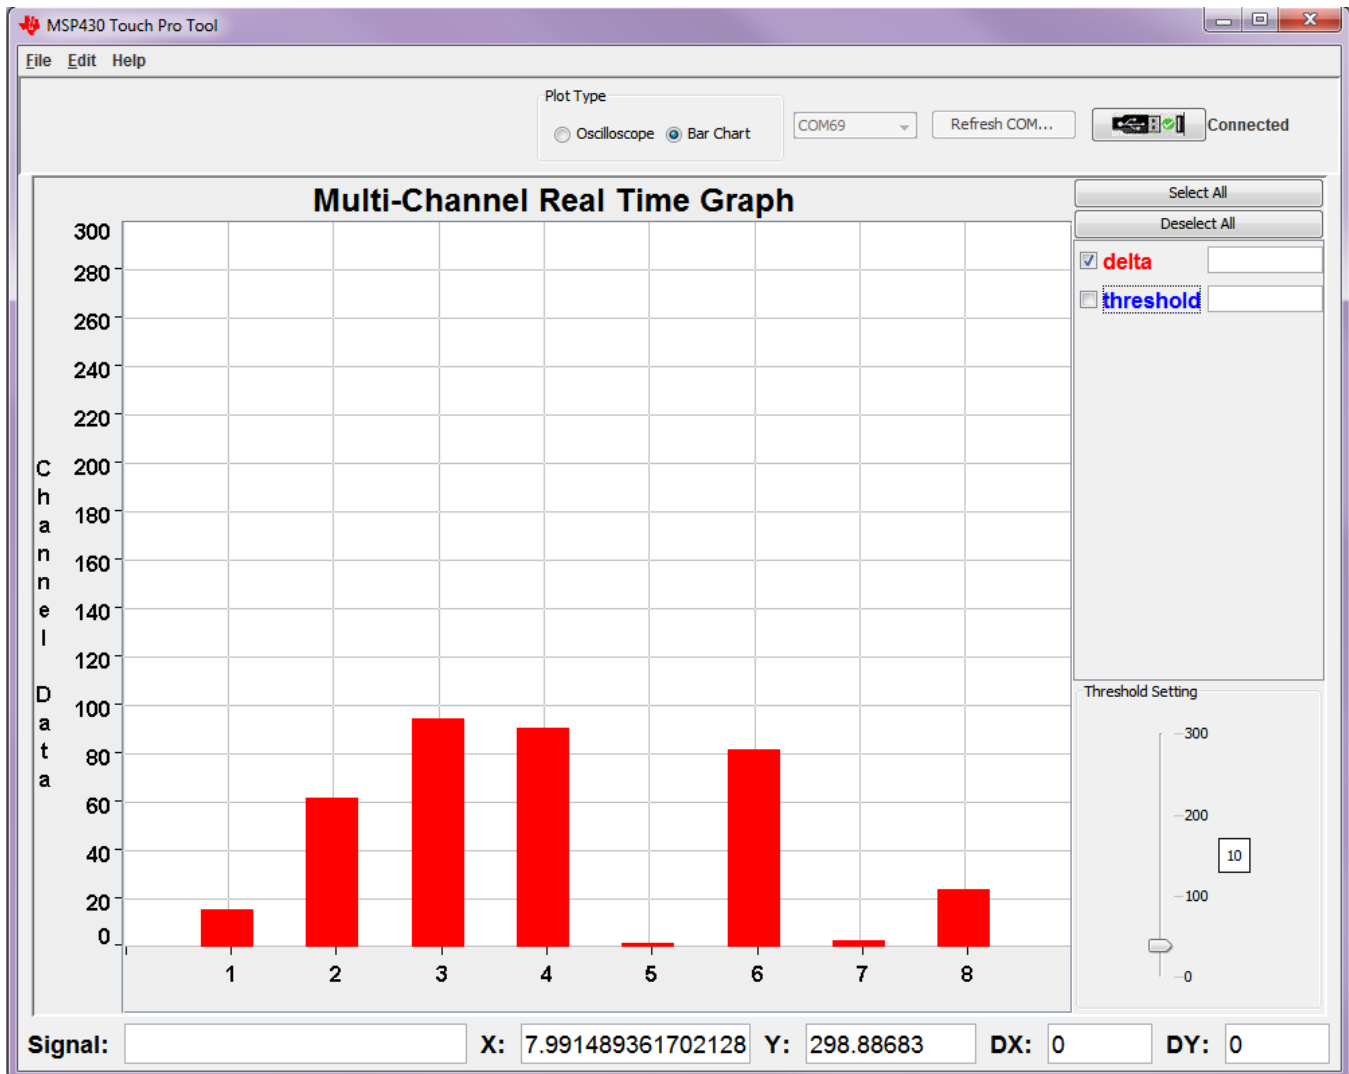 MSP430 Touch Pro Tool
File Edit Help
Plot Type
Oscilloscope Bar Chart
COM69
Refresh COM...
Connected
Multi-Channel Real Time Graph
Select All
Deselect All
delta
threshold
300
280
260
240
220
200
180
160
140
120
100
80
60
40
20
0
Channel Data
1 2 3 4 5 6 7 8
Threshold Setting
300
200
10
100
0
Signal: X: 7.991489361702128 Y: 298.88683 DX: 0 DY: 0